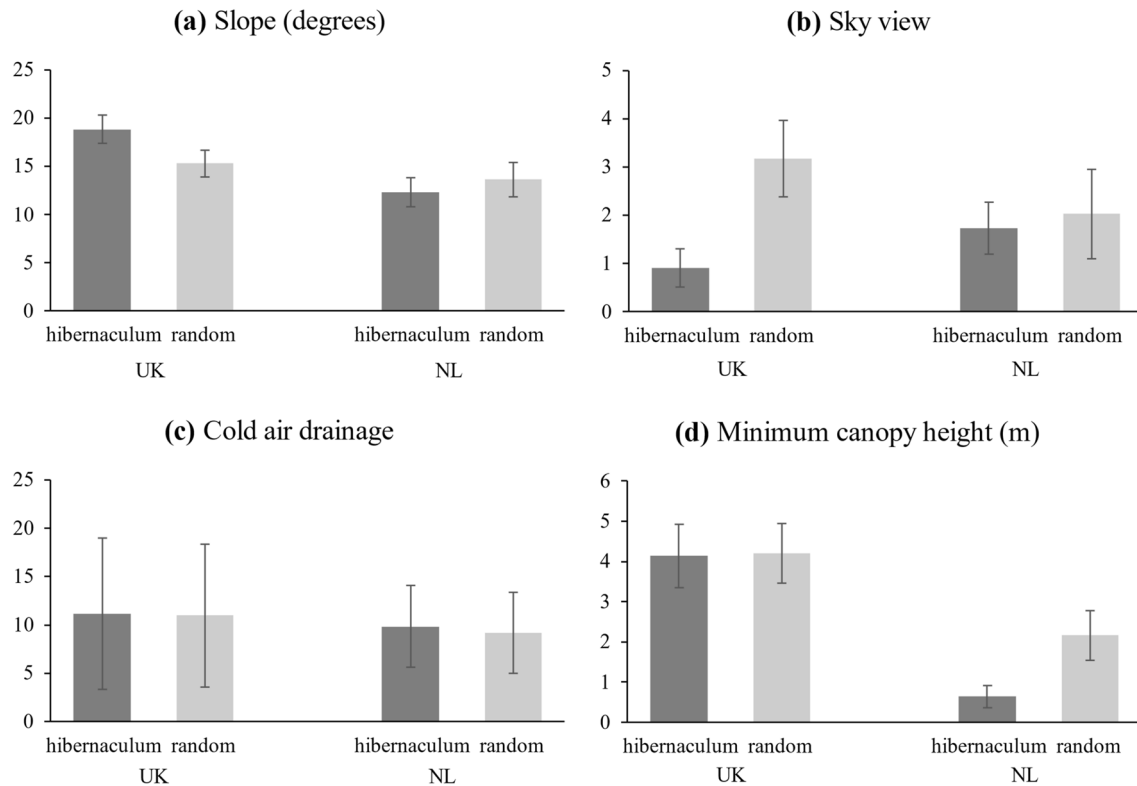 (a) Slope (degrees)
25
20
15
10
5
0
hibernaculum random hibernaculum random
UK NL
(b) Sky view
5
4
3
2
1
0
hibernaculum random hibernaculum random
UK NL
(c) Cold air drainage
25
20
15
10
5
0
hibernaculum random hibernaculum random
UK NL
(d) Minimum canopy height (m)
6
5
4
3
2
1
0
hibernaculum random hibernaculum random
UK NL